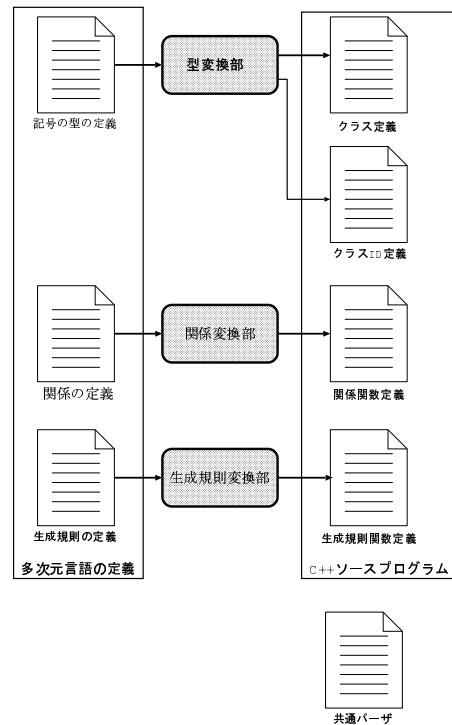 型変換部
記号の型の定義
クラス定義
クラスID定義
関係変換部
関係の定義
関係関数定義
生成規則変換部
生成規則の定義
生成規則関数定義
多次元言語の定義
C++ソースプログラム
共通パーザ